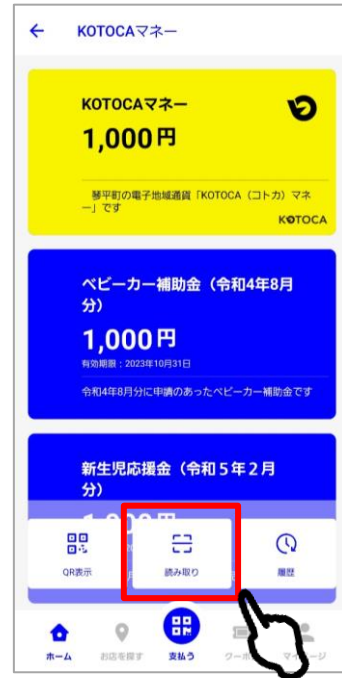 ← KOTOCAマネー
KOTOCAマネー
1,000円
琴平町の電子地域通貨「KOTOCA（コトカ）マネ
ー」です
KOTOCA
ベビーカー補助金（令和4年8月
分）
1,000円
有効期限：2023年10月31日
令和4年8月分に申請のあったベビーカー補助金です
新生児応援金（令和５年２月
分）
QR表示
読み取り
履歴
ホーム
お店を探す
支払う